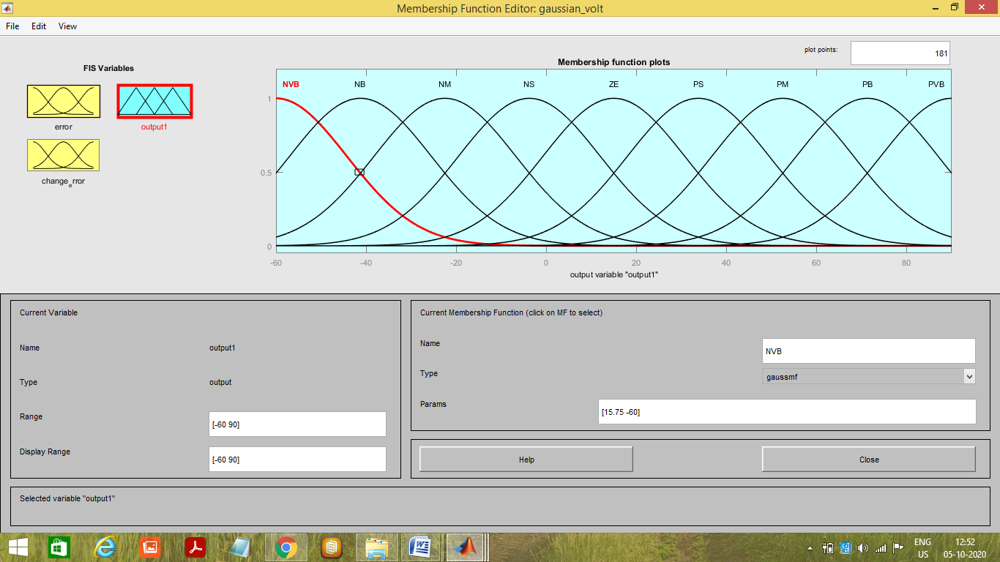 Membership Function Editor: gaussian_volt
File Edit View
plot points: 181
FIS Variables
Membership function plots
error output1
change_error
NVB NB NM NS ZE PS PM PB PVB
1
0.5
0
-60 -40 -20 0 20 40 60 80
output variable "output1"
Current Variable
Name output1
Type output
Range [-60 90]
Display Range [-60 90]
Current Membership Function (click on MF to select)
Name NVB
Type gaussmf
Params [15.75 -60]
Help Close
Selected variable "output1"
ENG 12:52
US 05-10-2020